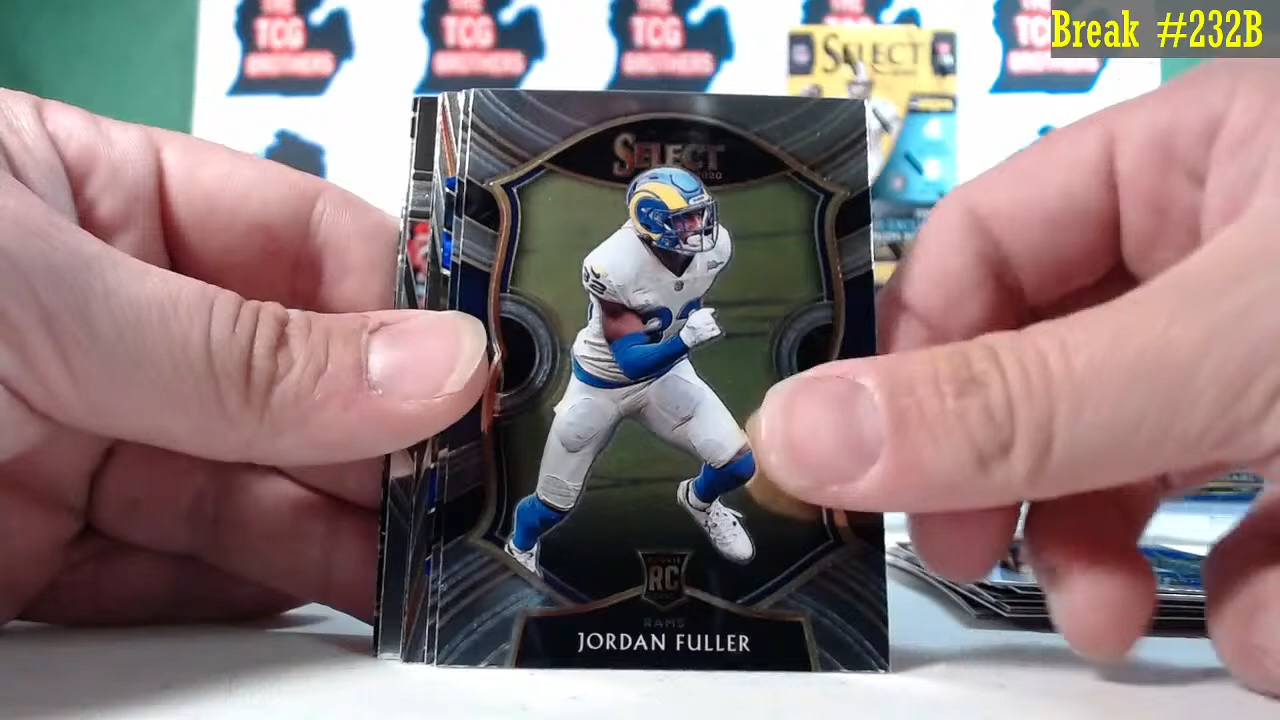 Break #232B
THE
TCG
BROTHERS
THE
TCG
BROTHERS
THE
TCG
BROTHERS
THE
TCG
SELECT
SELECT
2020
32
RC
RAMS
JORDAN FULLER